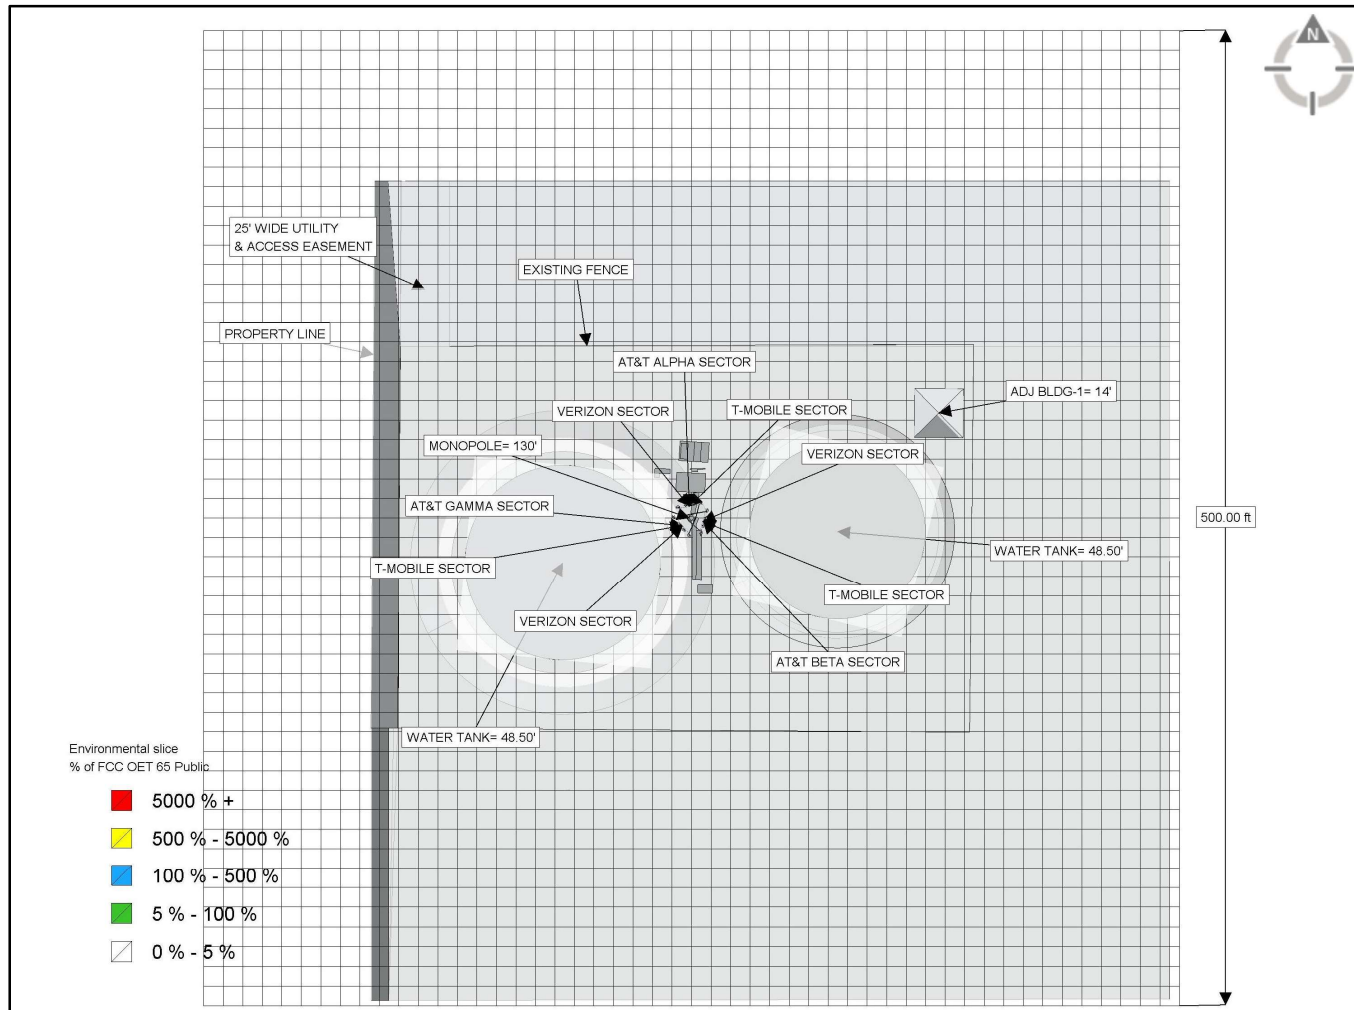 N
25' WIDE UTILITY
& ACCESS EASEMENT
EXISTING FENCE
PROPERTY LINE
AT&T ALPHA SECTOR
ADJ BLDG-1= 14'
VERIZON SECTOR
T-MOBILE SECTOR
MONOPOLE= 130'
VERIZON SECTOR
AT&T GAMMA SECTOR
500.00 ft
WATER TANK= 48.50'
T-MOBILE SECTOR
T-MOBILE SECTOR
VERIZON SECTOR
AT&T BETA SECTOR
WATER TANK= 48.50'
Environmental slice
% of FCC OET 65 Public
5000 % +
500 % - 5000 %
100 % - 500 %
5 % - 100 %
0 % - 5 %